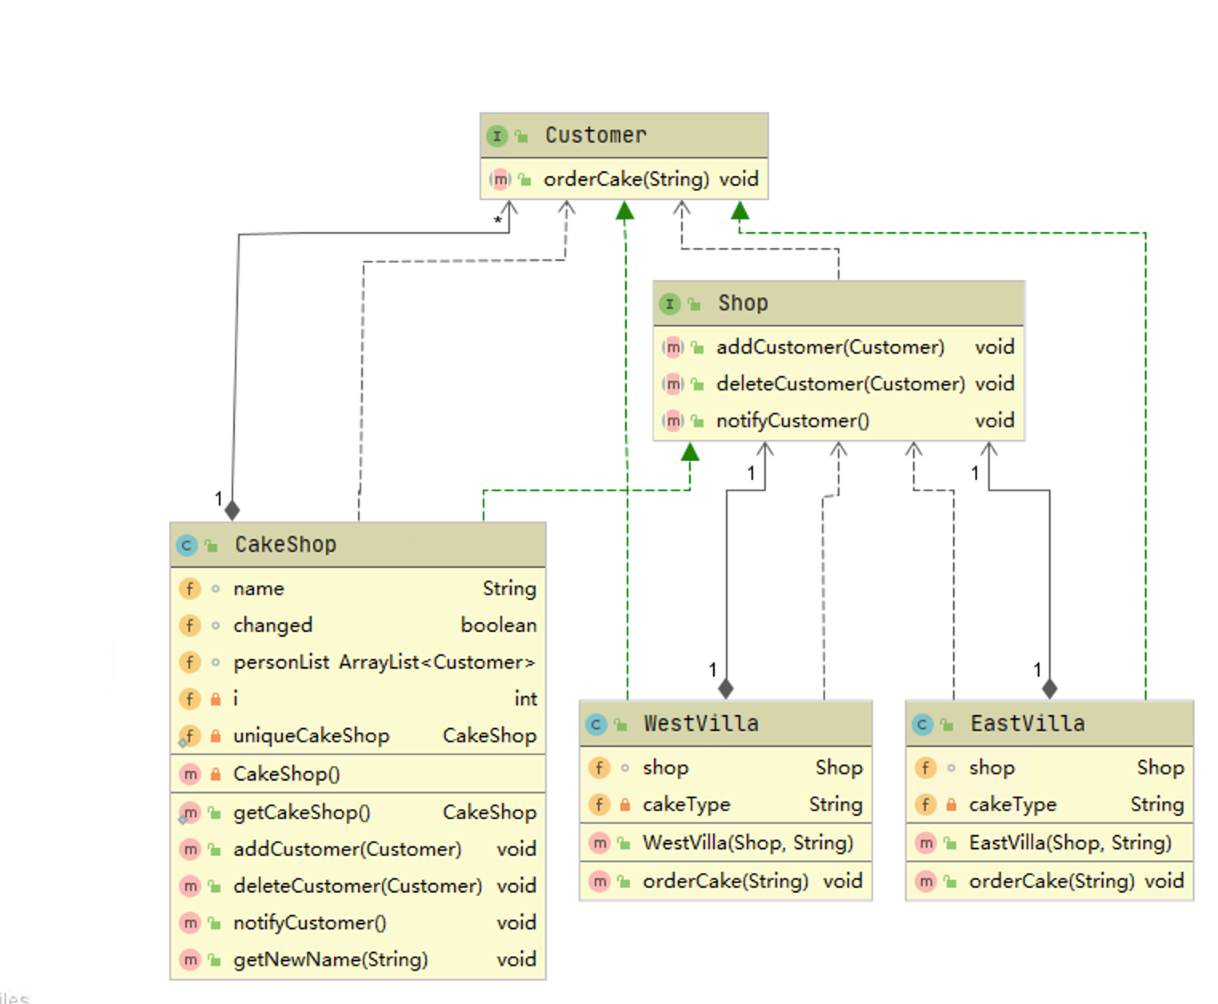 Customer
orderCake(String) void
*
Shop
addCustomer(Customer) void
deleteCustomer(Customer) void
notifyCustomer() void
1 1
1
CakeShop
name String
changed boolean
personList ArrayList<Customer>
i int
uniqueCakeShop CakeShop
CakeShop()
getCakeShop() CakeShop
addCustomer(Customer) void
deleteCustomer(Customer) void
notifyCustomer() void
getNewName(String) void
1
WestVilla
shop Shop
cakeType String
WestVilla(Shop, String)
orderCake(String) void
1
EastVilla
shop Shop
cakeType String
EastVilla(Shop, String)
orderCake(String) void